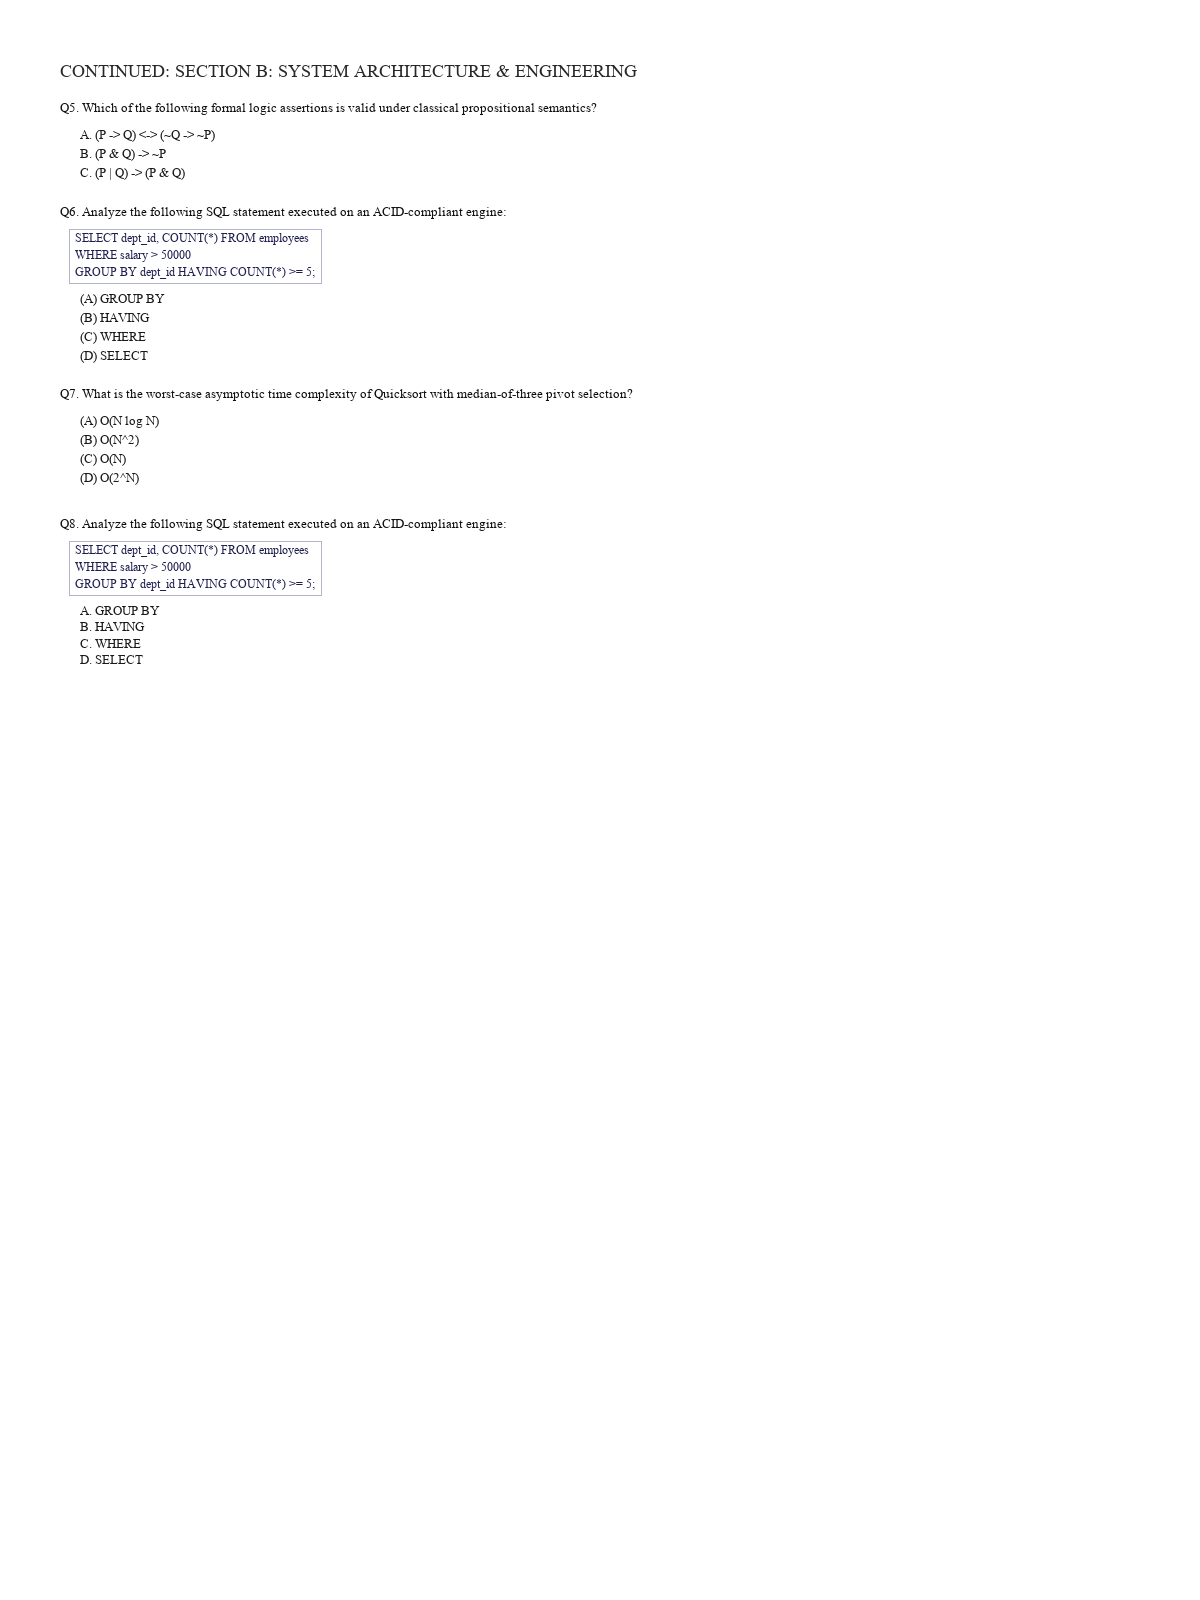 CONTINUED: SECTION B: SYSTEM ARCHITECTURE & ENGINEERING
Q5. Which of the following formal logic assertions is valid under classical propositional semantics?
A. (P -> Q) <-> (~Q -> ~P)
B. (P & Q) -> ~P
C. (P | Q) -> (P & Q)
Q6. Analyze the following SQL statement executed on an ACID-compliant engine:
SELECT dept_id, COUNT(*) FROM employees
WHERE salary > 50000
GROUP BY dept_id HAVING COUNT(*) >= 5;
(A) GROUP BY
(B) HAVING
(C) WHERE
(D) SELECT
Q7. What is the worst-case asymptotic time complexity of Quicksort with median-of-three pivot selection?
(A) O(N log N)
(B) O(N^2)
(C) O(N)
(D) O(2^N)
Q8. Analyze the following SQL statement executed on an ACID-compliant engine:
SELECT dept_id, COUNT(*) FROM employees
WHERE salary > 50000
GROUP BY dept_id HAVING COUNT(*) >= 5;
A. GROUP BY
B. HAVING
C. WHERE
D. SELECT